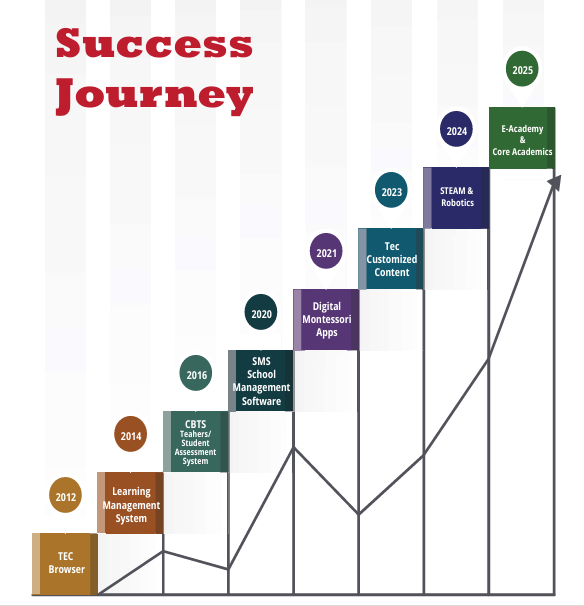 Success
Journey
2025
E-Academy
&
Core Academics
2024
STEAM &
Robotics
2023
Tec
Customized
Content
2021
Digital
Montessori
Apps
2020
SMS
School
Management
Software
2016
CBTS
Teahers/
Student
Assessment
System
2014
Learning
Management
System
2012
TEC
Browser